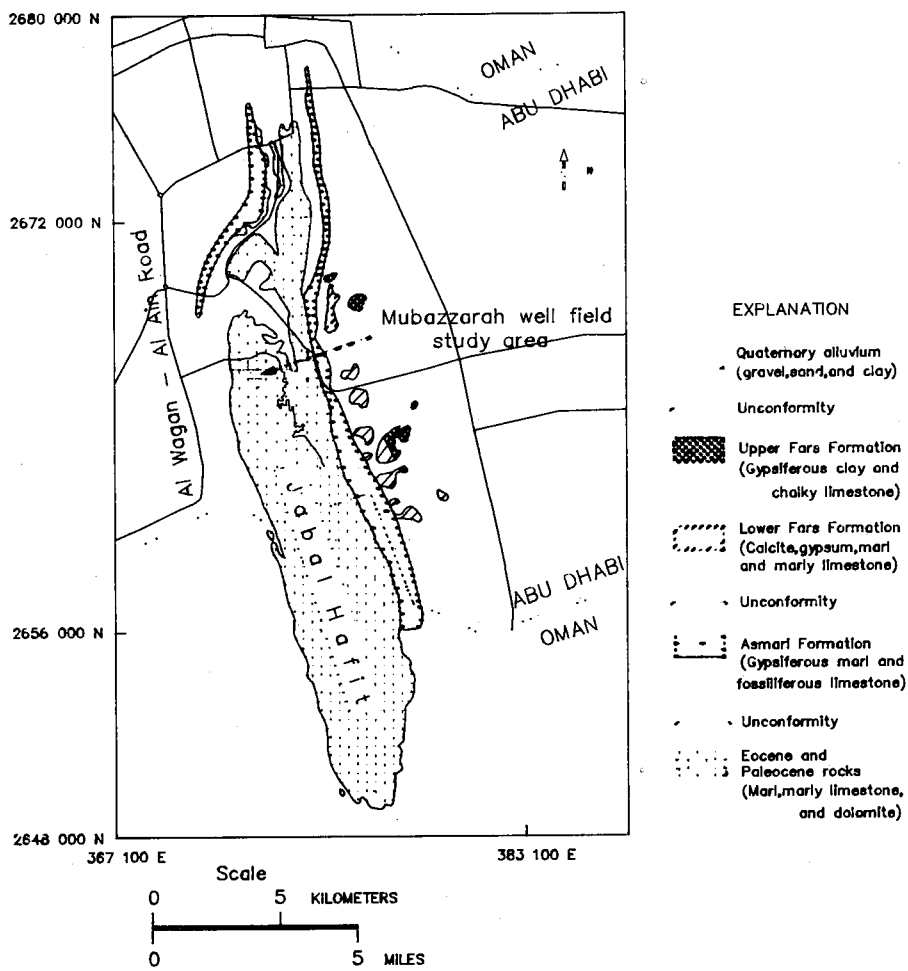 2680 000 N
OMAN
ABU DHABI
N
2672 000 N
Al Wagan - Al Ain Road
Mubazzarah well field
study area
Jabal Hafit
ABU DHABI
OMAN
2656 000 N
2648 000 N
367 100 E
383 100 E
Scale
0 5 KILOMETERS
0 5 MILES
EXPLANATION
Quaternary alluvium
(gravel,sand,and clay)
Unconformity
Upper Fars Formation
(Gypsiferous clay and
chalky limestone)
Lower Fars Formation
(Calcite,gypsum,marl
and marly limestone)
Unconformity
Asmari Formation
(Gypsiferous marl and
fossiliferous limestone)
Unconformity
Eocene and
Paleocene rocks
(Marl,marly limestone,
and dolomite)